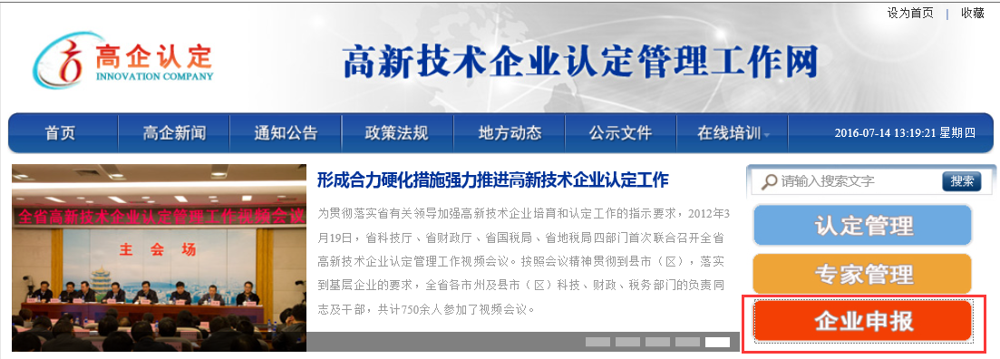 设为首页 | 收藏
高企认定
INNOVATION COMPANY
高新技术企业认定管理工作网
首页 高企新闻 通知公告 政策法规 地方动态 公示文件 在线培训 2016-07-14 13:19:21 星期四
全省高新技术企业认定管理工作视频会议
主会场
形成合力硬化措施强力推进高新技术企业认定工作
为贯彻落实省有关领导加强高新技术企业培育和认定工作的指示要求，2012年3
月19日，省科技厅、省财政厅、省国税局、省地税局四部门首次联合召开全省
高新技术企业认定管理工作视频会议。按照会议精神贯彻到县市（区），落实
到基层企业的要求，全省各市州及县市（区）科技、财政、税务部门的负责同
志及干部，共计750余人参加了视频会议。
请输入搜索文字 搜索
认定管理
专家管理
企业申报